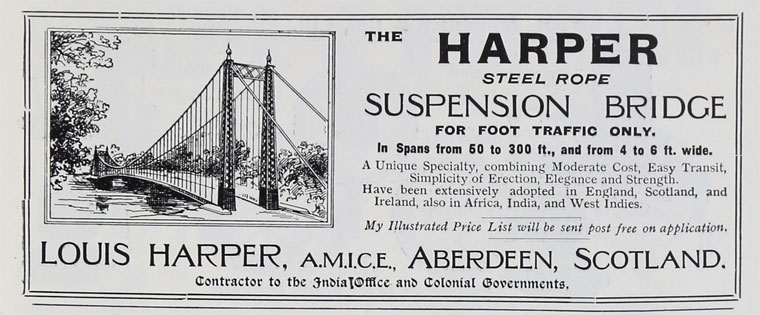 THE HARPER
STEEL ROPE
SUSPENSION BRIDGE
FOR FOOT TRAFFIC ONLY.
In Spans from 50 to 300 ft., and from 4 to 6 ft. wide.
A Unique Specialty, combining Moderate Cost, Easy Transit,
Simplicity of Erection, Elegance and Strength.
Have been extensively adopted in England, Scotland, and
Ireland, also in Africa, India, and West Indies.
My Illustrated Price List will be sent post free on application.
LOUIS HARPER, A.M.I.C.E., ABERDEEN, SCOTLAND.
Contractor to the India Office and Colonial Governments.